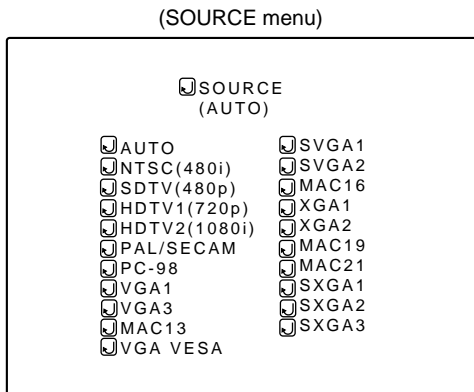 (SOURCE menu)
SOURCE
(AUTO)
AUTO
NTSC(480i)
SDTV(480p)
HDTV1(720p)
HDTV2(1080i)
PAL/SECAM
PC-98
VGA1
VGA3
MAC13
VGA VESA
SVGA1
SVGA2
MAC16
XGA1
XGA2
MAC19
MAC21
SXGA1
SXGA2
SXGA3